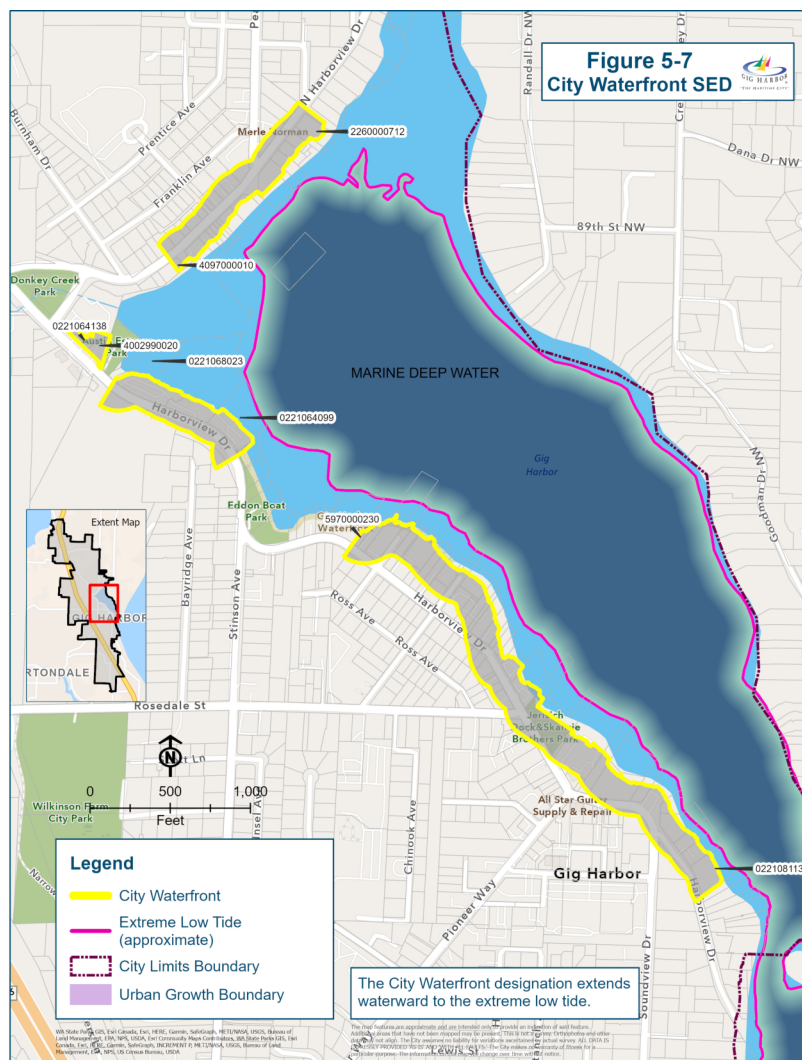 Figure 5-7
City Waterfront SED
GIG HARBOR
"THE MARITIME CITY"
N Harborview Dr
Randall Dr NW
Prentice Ave
Merle Norman
2260000712
Burnham Dr
Franklin Ave
Dana Dr NW
89th St NW
4097000010
Donkey Creek
Park
0221064138
4002990020
Park
0221068023
MARINE DEEP WATER
0221064099
Harborview Dr
Gig
Harbor
Goodman Dr NW
Eddon Boat
Park
5970000230
Extent Map
GIG HARBOR
RTONDALE
Bayridge Ave
Stinson Ave
Ross Ave
Ross Ave
Harborview Dr
Rosedale St
Jerisich
Dock&Skansie
Brothers Park
N
0 500 1,000
Feet
Wilkinson Farm
City Park
Chinook Ave
All Star Guitar
Supply & Repair
Gig Harbor
022108113
Harborview Dr
Pioneer Way
Soundview Dr
Legend
City Waterfront
Extreme Low Tide
(approximate)
City Limits Boundary
Urban Growth Boundary
The City Waterfront designation extends
waterward to the extreme low tide.